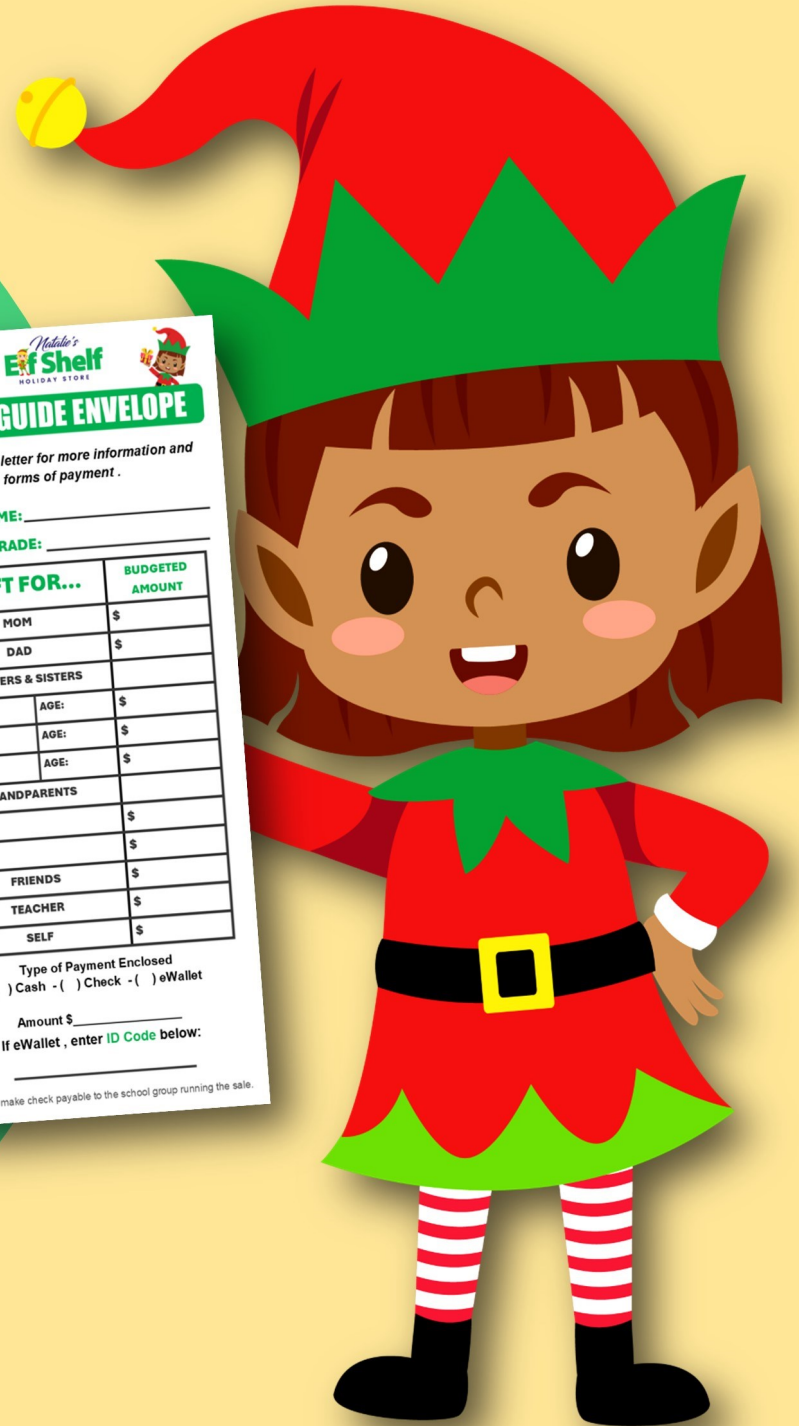 Natalie's
Elf Shelf
HOLIDAY STORE
GUIDE ENVELOPE
letter for more information and
forms of payment .
ME:
RADE:
FT FOR...
BUDGETED
AMOUNT
MOM $
DAD $
ERS & SISTERS
AGE: $
AGE: $
AGE: $
ANDPARENTS
$
$
FRIENDS $
TEACHER $
SELF $
Type of Payment Enclosed
) Cash - ( ) Check - ( ) eWallet
Amount $
If eWallet , enter ID Code below:
make check payable to the school group running the sale.